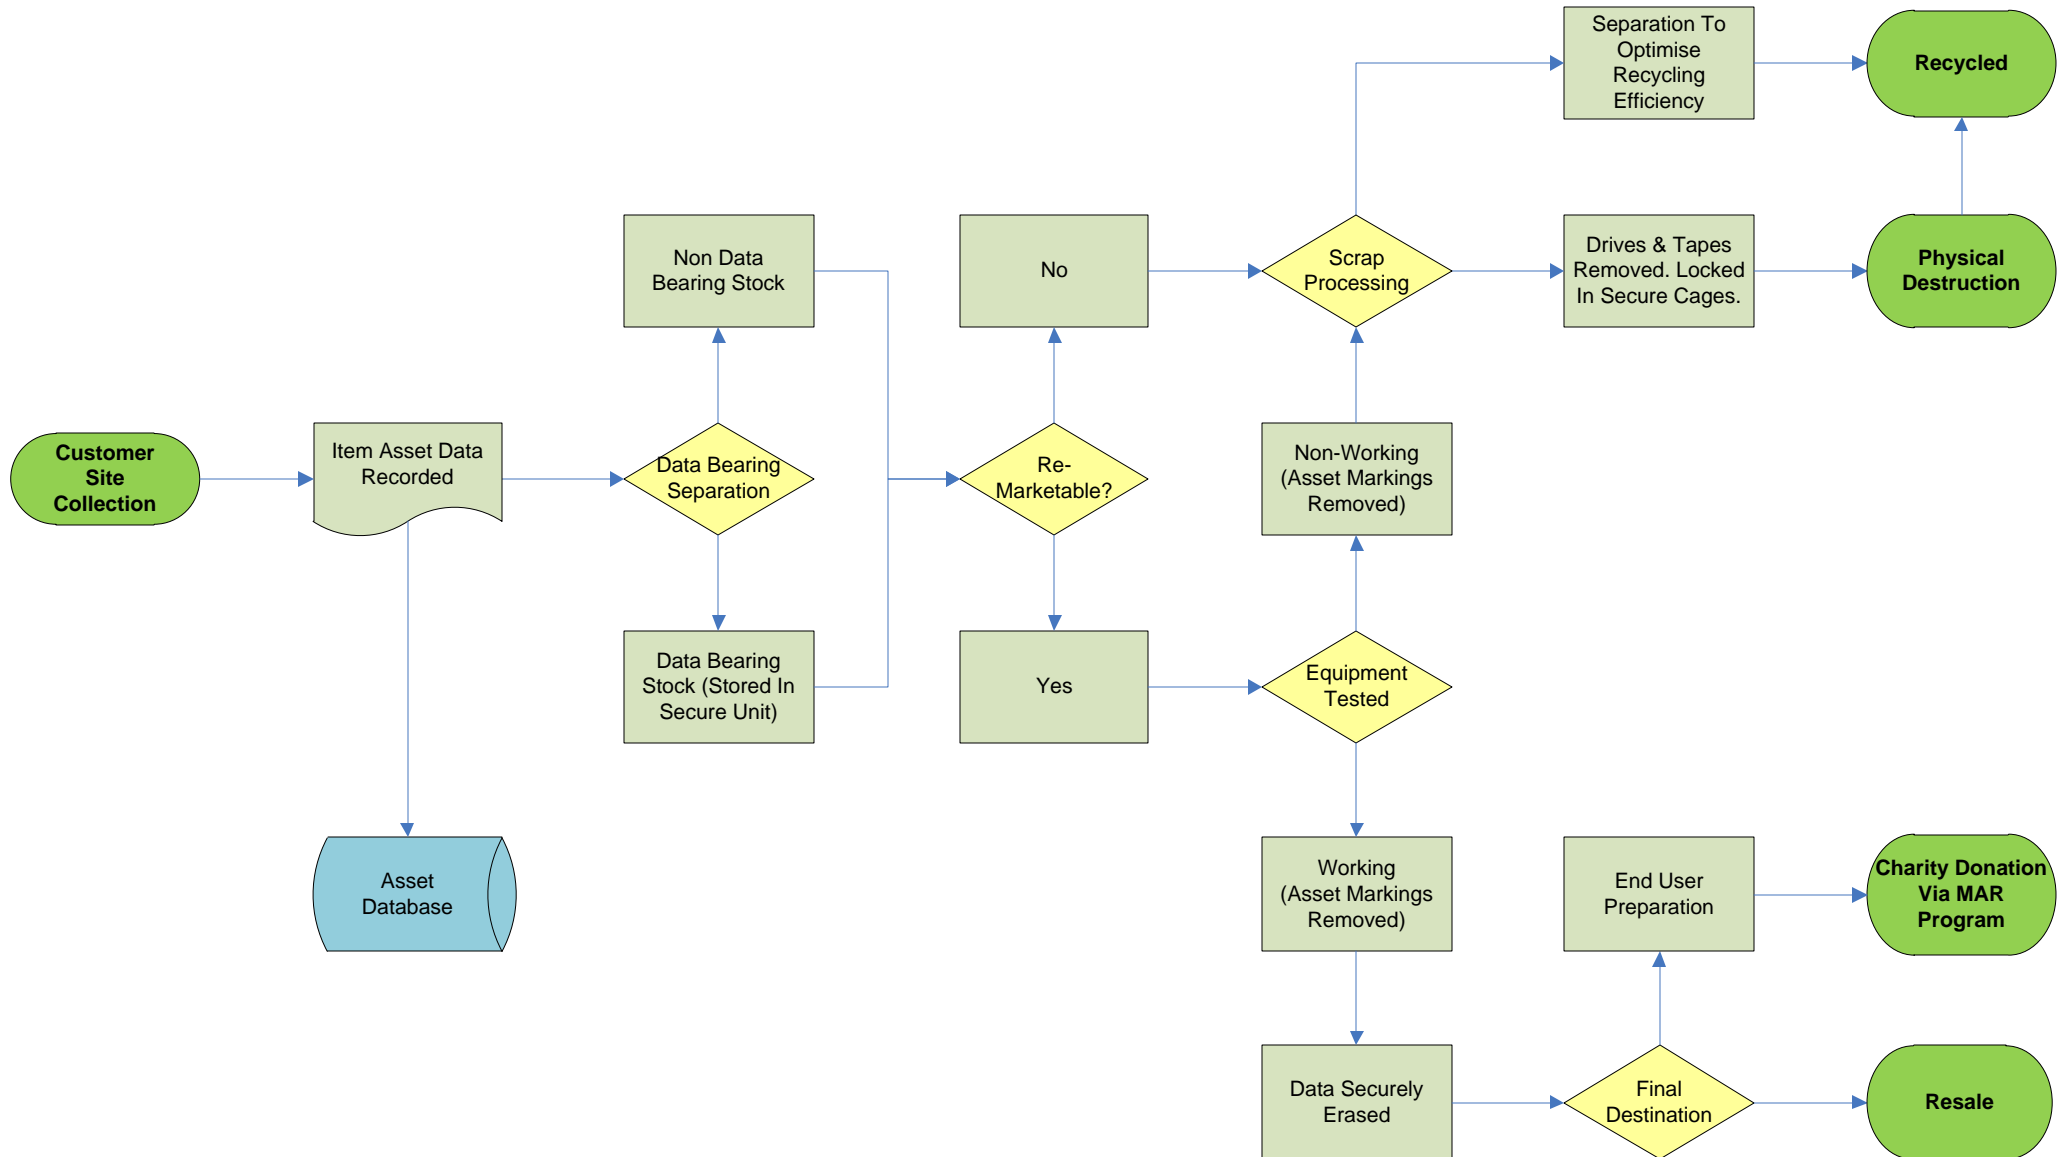 Separation To
Optimise
Recycling
Efficiency
Recycled
Non Data
Bearing Stock
No
Scrap
Processing
Drives & Tapes
Removed. Locked
In Secure Cages.
Physical
Destruction
Customer
Site
Collection
Item Asset Data
Recorded
Data Bearing
Separation
Re-
Marketable?
Non-Working
(Asset Markings
Removed)
Data Bearing
Stock (Stored In
Secure Unit)
Yes
Equipment
Tested
Asset
Database
Working
(Asset Markings
Removed)
End User
Preparation
Charity Donation
Via MAR
Program
Data Securely
Erased
Final
Destination
Resale